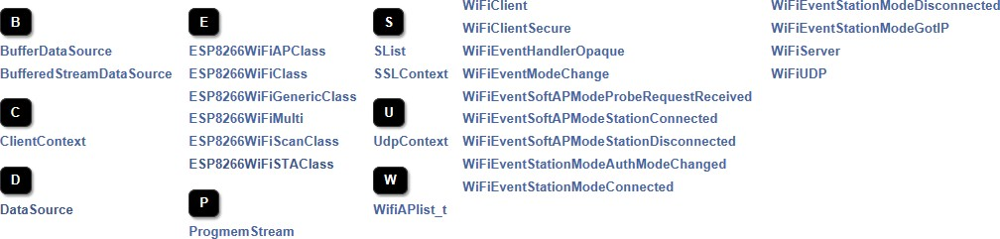 B
BufferDataSource
BufferedStreamDataSource
C
ClientContext
D
DataSource
E
ESP8266WiFiAPClass
ESP8266WiFiClass
ESP8266WiFiGenericClass
ESP8266WiFiMulti
ESP8266WiFiScanClass
ESP8266WiFiSTAClass
P
ProgmemStream
S
SList
SSLContext
U
UdpContext
W
WifiAPlist_t
WiFiClient
WiFiClientSecure
WiFiEventHandlerOpaque
WiFiEventModeChange
WiFiEventSoftAPModeProbeRequestReceived
WiFiEventSoftAPModeStationConnected
WiFiEventSoftAPModeStationDisconnected
WiFiEventStationModeAuthModeChanged
WiFiEventStationModeConnected
WiFiEventStationModeDisconnected
WiFiEventStationModeGotIP
WiFiServer
WiFiUDP